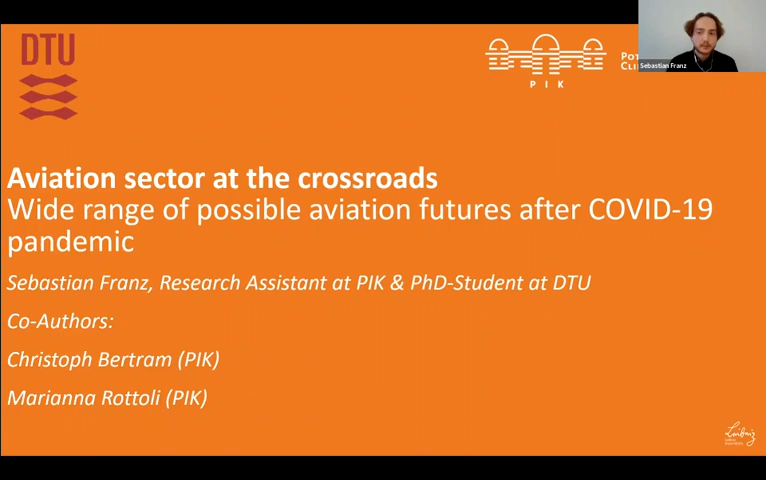 DTU
PIK
Sebastian Franz
Aviation sector at the crossroads
Wide range of possible aviation futures after COVID-19
pandemic
Sebastian Franz, Research Assistant at PIK & PhD-Student at DTU
Co-Authors:
Christoph Bertram (PIK)
Marianna Rottoli (PIK)
Leibniz